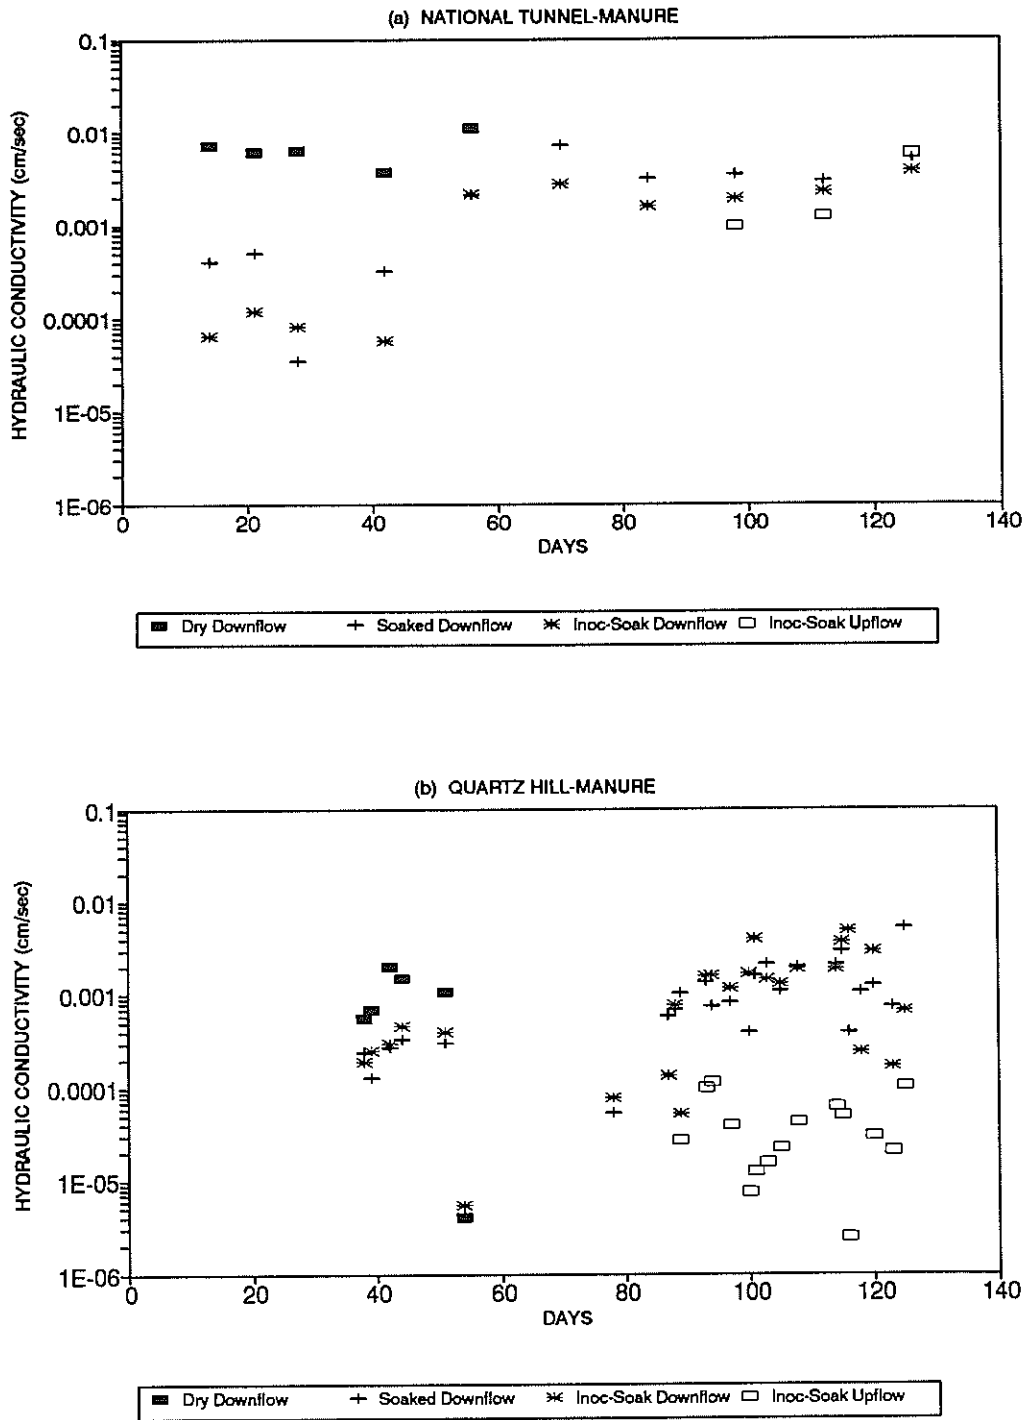 (a) NATIONAL TUNNEL-MANURE
HYDRAULIC CONDUCTIVITY (cm/sec)
0.1
0.01
0.001
0.0001
1E-05
1E-06
0 20 40 60 80 100 120 140
DAYS
Dry Downflow Soaked Downflow Inoc-Soak Downflow Inoc-Soak Upflow
(b) QUARTZ HILL-MANURE
HYDRAULIC CONDUCTIVITY (cm/sec)
0.1
0.01
0.001
0.0001
1E-05
1E-06
0 20 40 60 80 100 120 140
DAYS
Dry Downflow Soaked Downflow Inoc-Soak Downflow Inoc-Soak Upflow